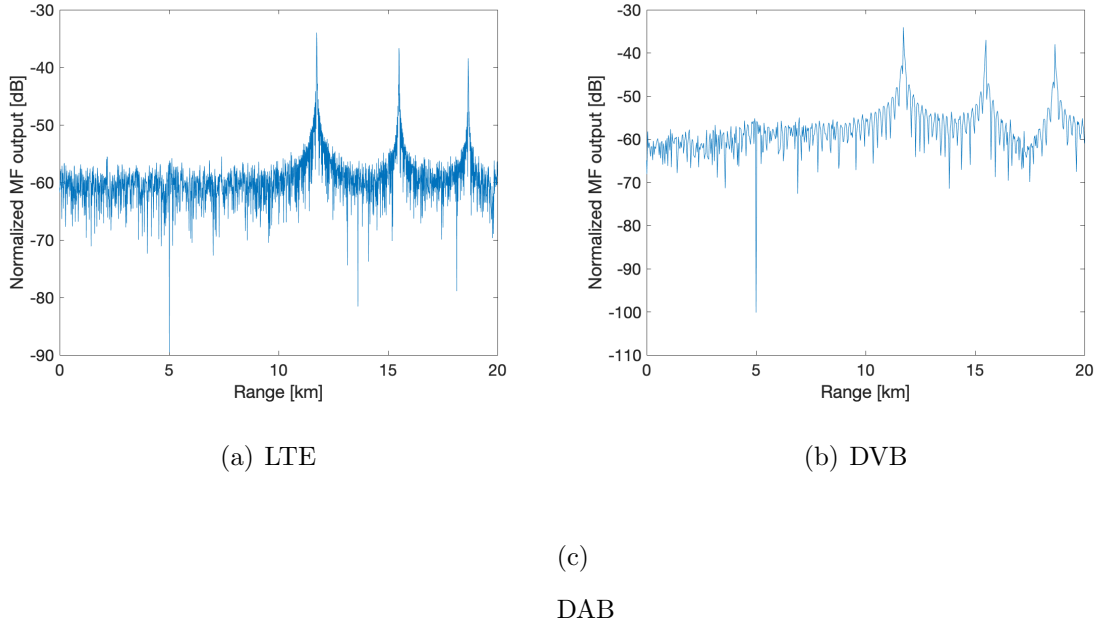 -30
-40
-50
-60
-70
-80
-90
Normalized MF output [dB]
0 5 10 15 20
Range [km]
(a) LTE
-30
-40
-50
-60
-70
-80
-90
-100
-110
Normalized MF output [dB]
0 5 10 15 20
Range [km]
(b) DVB
(c)
DAB